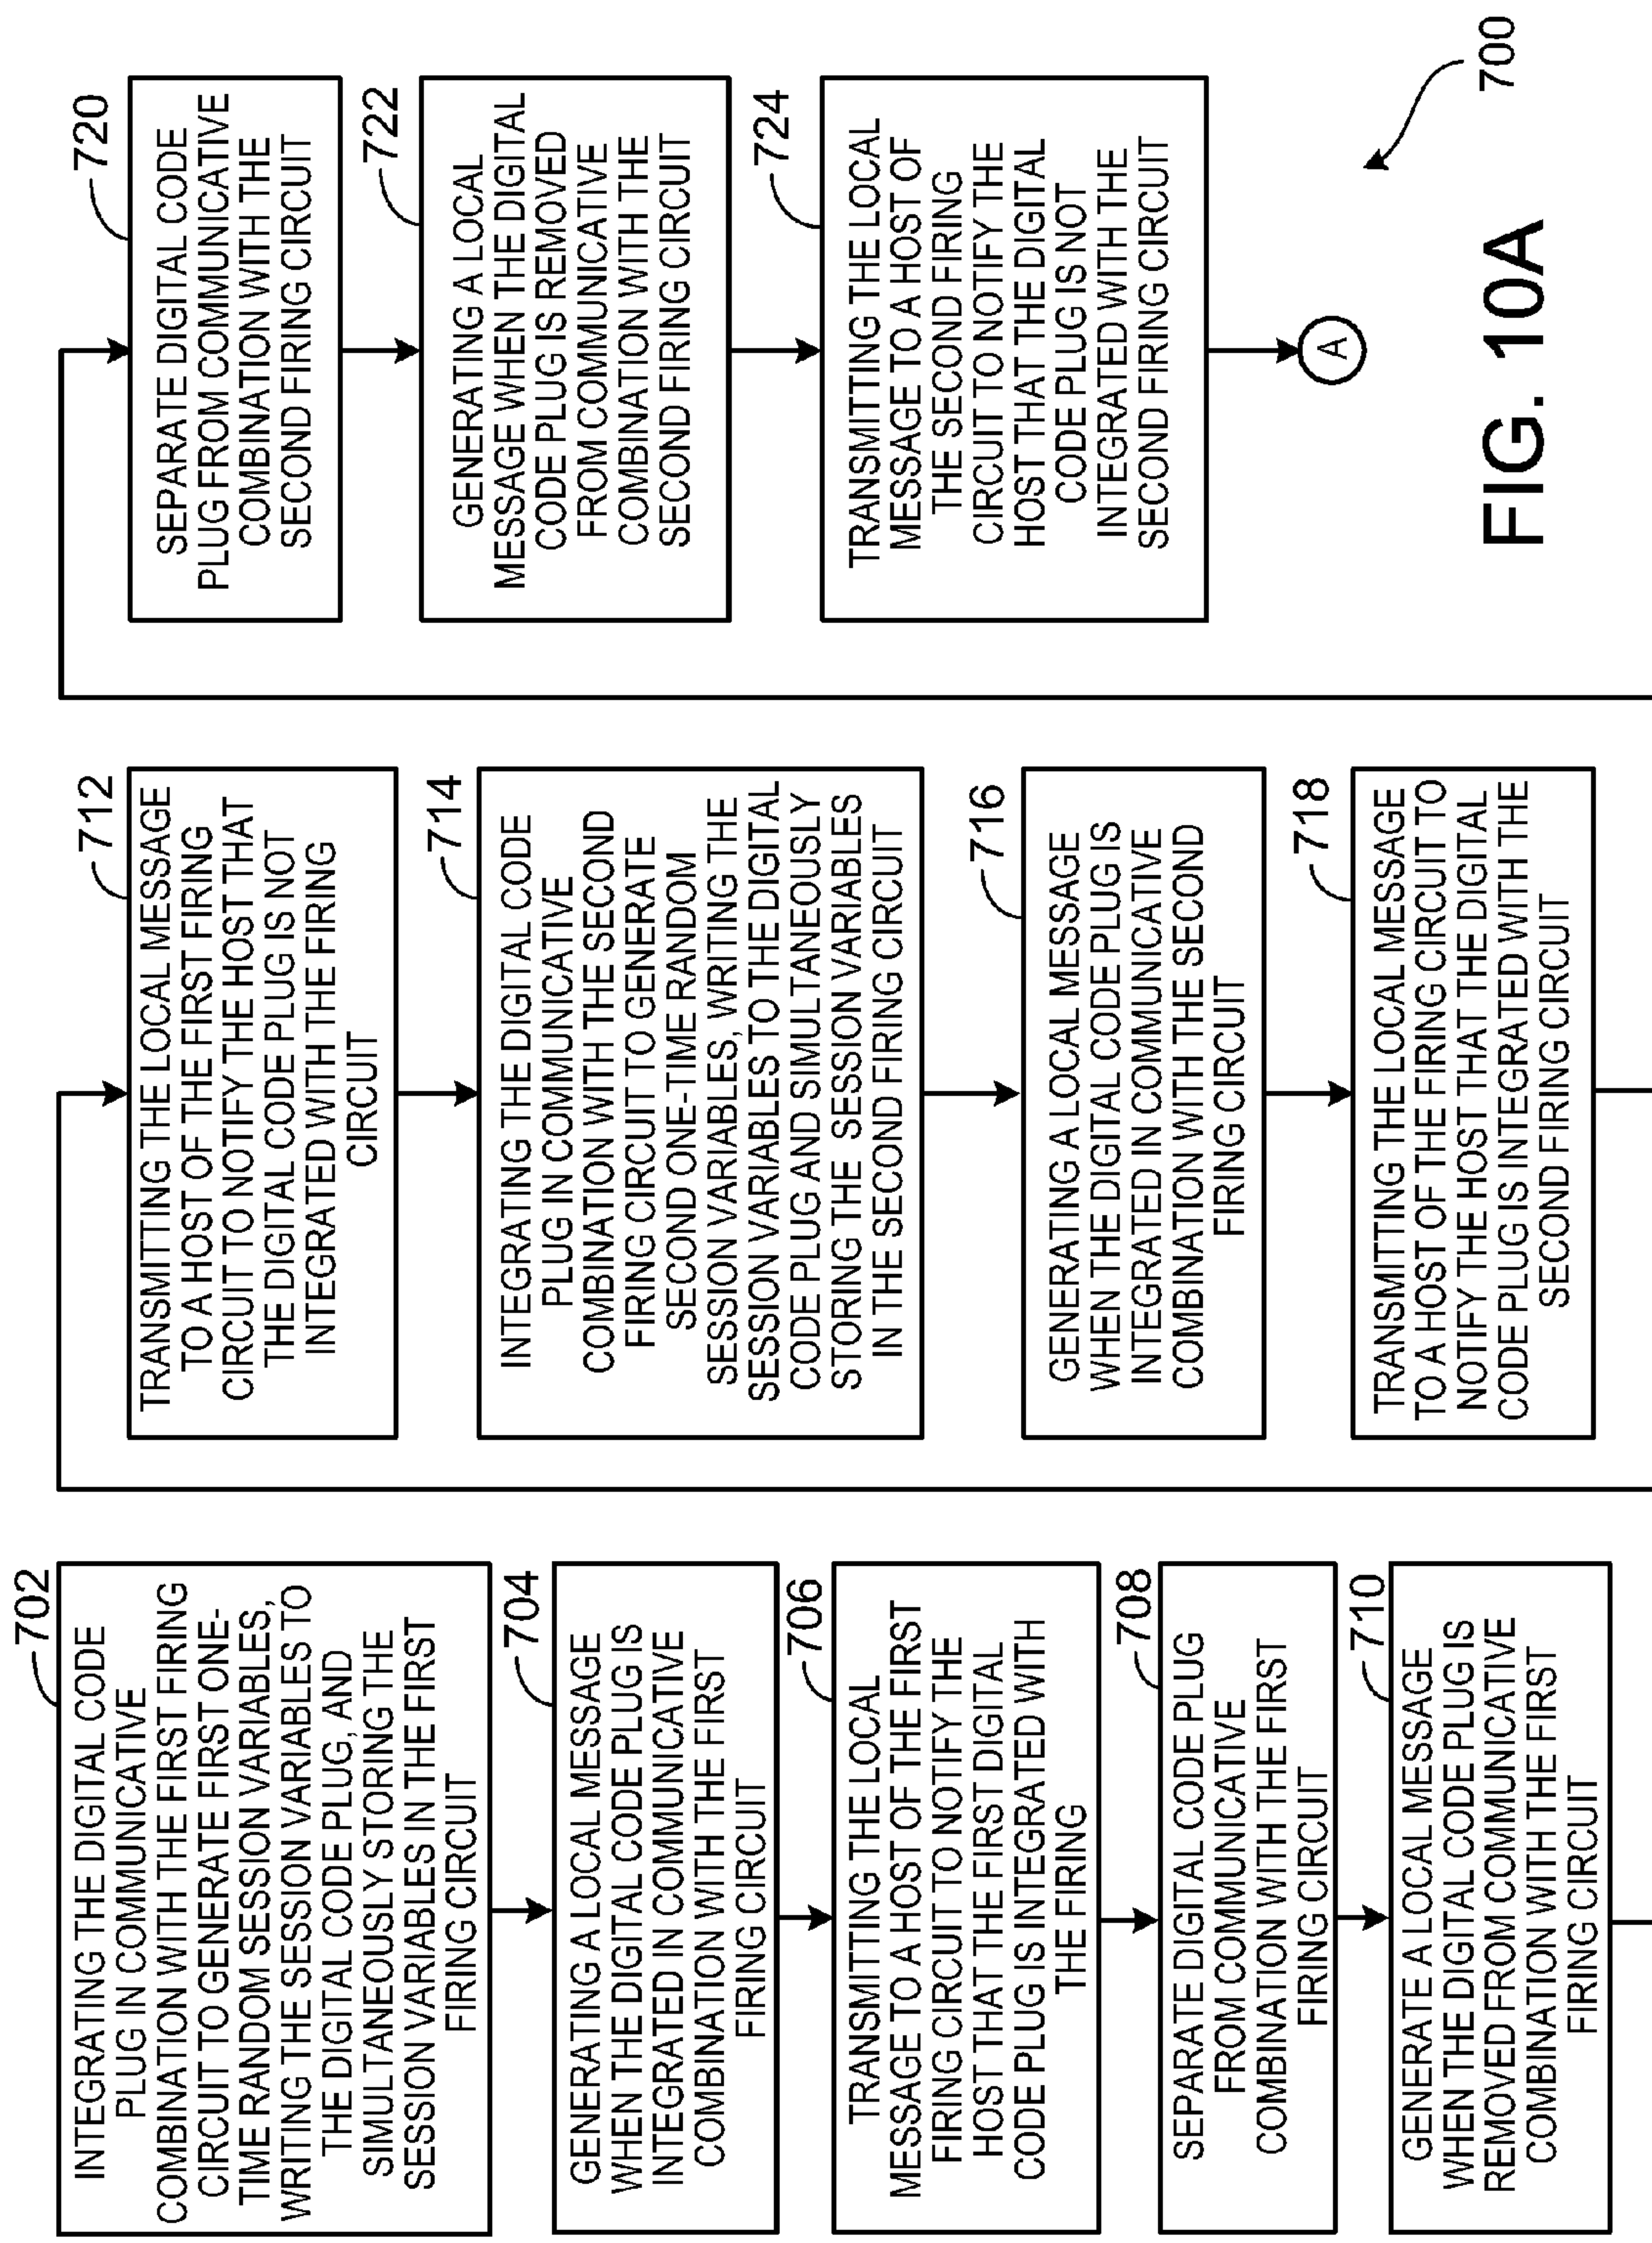 702
INTEGRATING THE DIGITAL CODE
PLUG IN COMMUNICATIVE
COMBINATION WITH THE FIRST FIRING
CIRCUIT TO GENERATE FIRST ONE-
TIME RANDOM SESSION VARIABLES,
WRITING THE SESSION VARIABLES TO
THE DIGITAL CODE PLUG, AND
SIMULTANEOUSLY STORING THE
SESSION VARIABLES IN THE FIRST
FIRING CIRCUIT
704
GENERATING A LOCAL MESSAGE
WHEN THE DIGITAL CODE PLUG IS
INTEGRATED IN COMMUNICATIVE
COMBINATION WITH THE FIRST
FIRING CIRCUIT
706
TRANSMITTING THE LOCAL
MESSAGE TO A HOST OF THE FIRST
FIRING CIRCUIT TO NOTIFY THE
HOST THAT THE FIRST DIGITAL
CODE PLUG IS INTEGRATED WITH
THE FIRING
708
SEPARATE DIGITAL CODE PLUG
FROM COMMUNICATIVE
COMBINATION WITH THE FIRST
FIRING CIRCUIT
710
GENERATE A LOCAL MESSAGE
WHEN THE DIGITAL CODE PLUG IS
REMOVED FROM COMMUNICATIVE
COMBINATION WITH THE FIRST
FIRING CIRCUIT
712
TRANSMITTING THE LOCAL MESSAGE
TO A HOST OF THE FIRST FIRING
CIRCUIT TO NOTIFY THE HOST THAT
THE DIGITAL CODE PLUG IS NOT
INTEGRATED WITH THE FIRING
CIRCUIT
714
INTEGRATING THE DIGITAL CODE
PLUG IN COMMUNICATIVE
COMBINATION WITH THE SECOND
FIRING CIRCUIT TO GENERATE
SECOND ONE-TIME RANDOM
SESSION VARIABLES, WRITING THE
SESSION VARIABLES TO THE DIGITAL
CODE PLUG AND SIMULTANEOUSLY
STORING THE SESSION VARIABLES
IN THE SECOND FIRING CIRCUIT
716
GENERATING A LOCAL MESSAGE
WHEN THE DIGITAL CODE PLUG IS
INTEGRATED IN COMMUNICATIVE
COMBINATION WITH THE SECOND
FIRING CIRCUIT
718
TRANSMITTING THE LOCAL MESSAGE
TO A HOST OF THE FIRING CIRCUIT TO
NOTIFY THE HOST THAT THE DIGITAL
CODE PLUG IS INTEGRATED WITH THE
SECOND FIRING CIRCUIT
720
SEPARATE DIGITAL CODE
PLUG FROM COMMUNICATIVE
COMBINATION WITH THE
SECOND FIRING CIRCUIT
722
GENERATING A LOCAL
MESSAGE WHEN THE DIGITAL
CODE PLUG IS REMOVED
FROM COMMUNICATIVE
COMBINATION WITH THE
SECOND FIRING CIRCUIT
724
TRANSMITTING THE LOCAL
MESSAGE TO A HOST OF
THE SECOND FIRING
CIRCUIT TO NOTIFY THE
HOST THAT THE DIGITAL
CODE PLUG IS NOT
INTEGRATED WITH THE
SECOND FIRING CIRCUIT
A
700
FIG. 10A